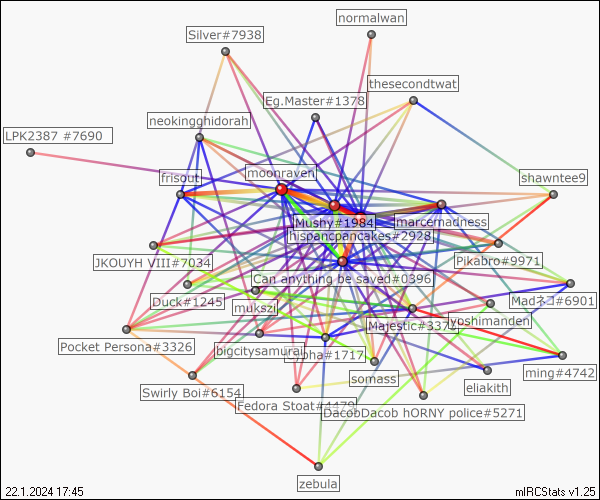 normalwan
Silver#7938
thesecondtwat
Eg.Master#1378
neokingghidorah
LPK2387 #7690
moonraven
frisout
shawntee9
Mushy#1984
marcemadness
hispancpancakes#2928
JKOUYH VIII#7034
Pikabro#9971
Can anything be saved#0396
Duck#1245
Madネコ#6901
mukszi
yoshimanden
Majestic#3373
Pocket Persona#3326
bigcitysamurai
#1717
ming#4742
somass
eliakith
Swirly Boi#6154
Fedora Stoat#4479
DacobDacob hORNY police#5271
zebula
22.1.2024 17:45
mIRCStats v1.25